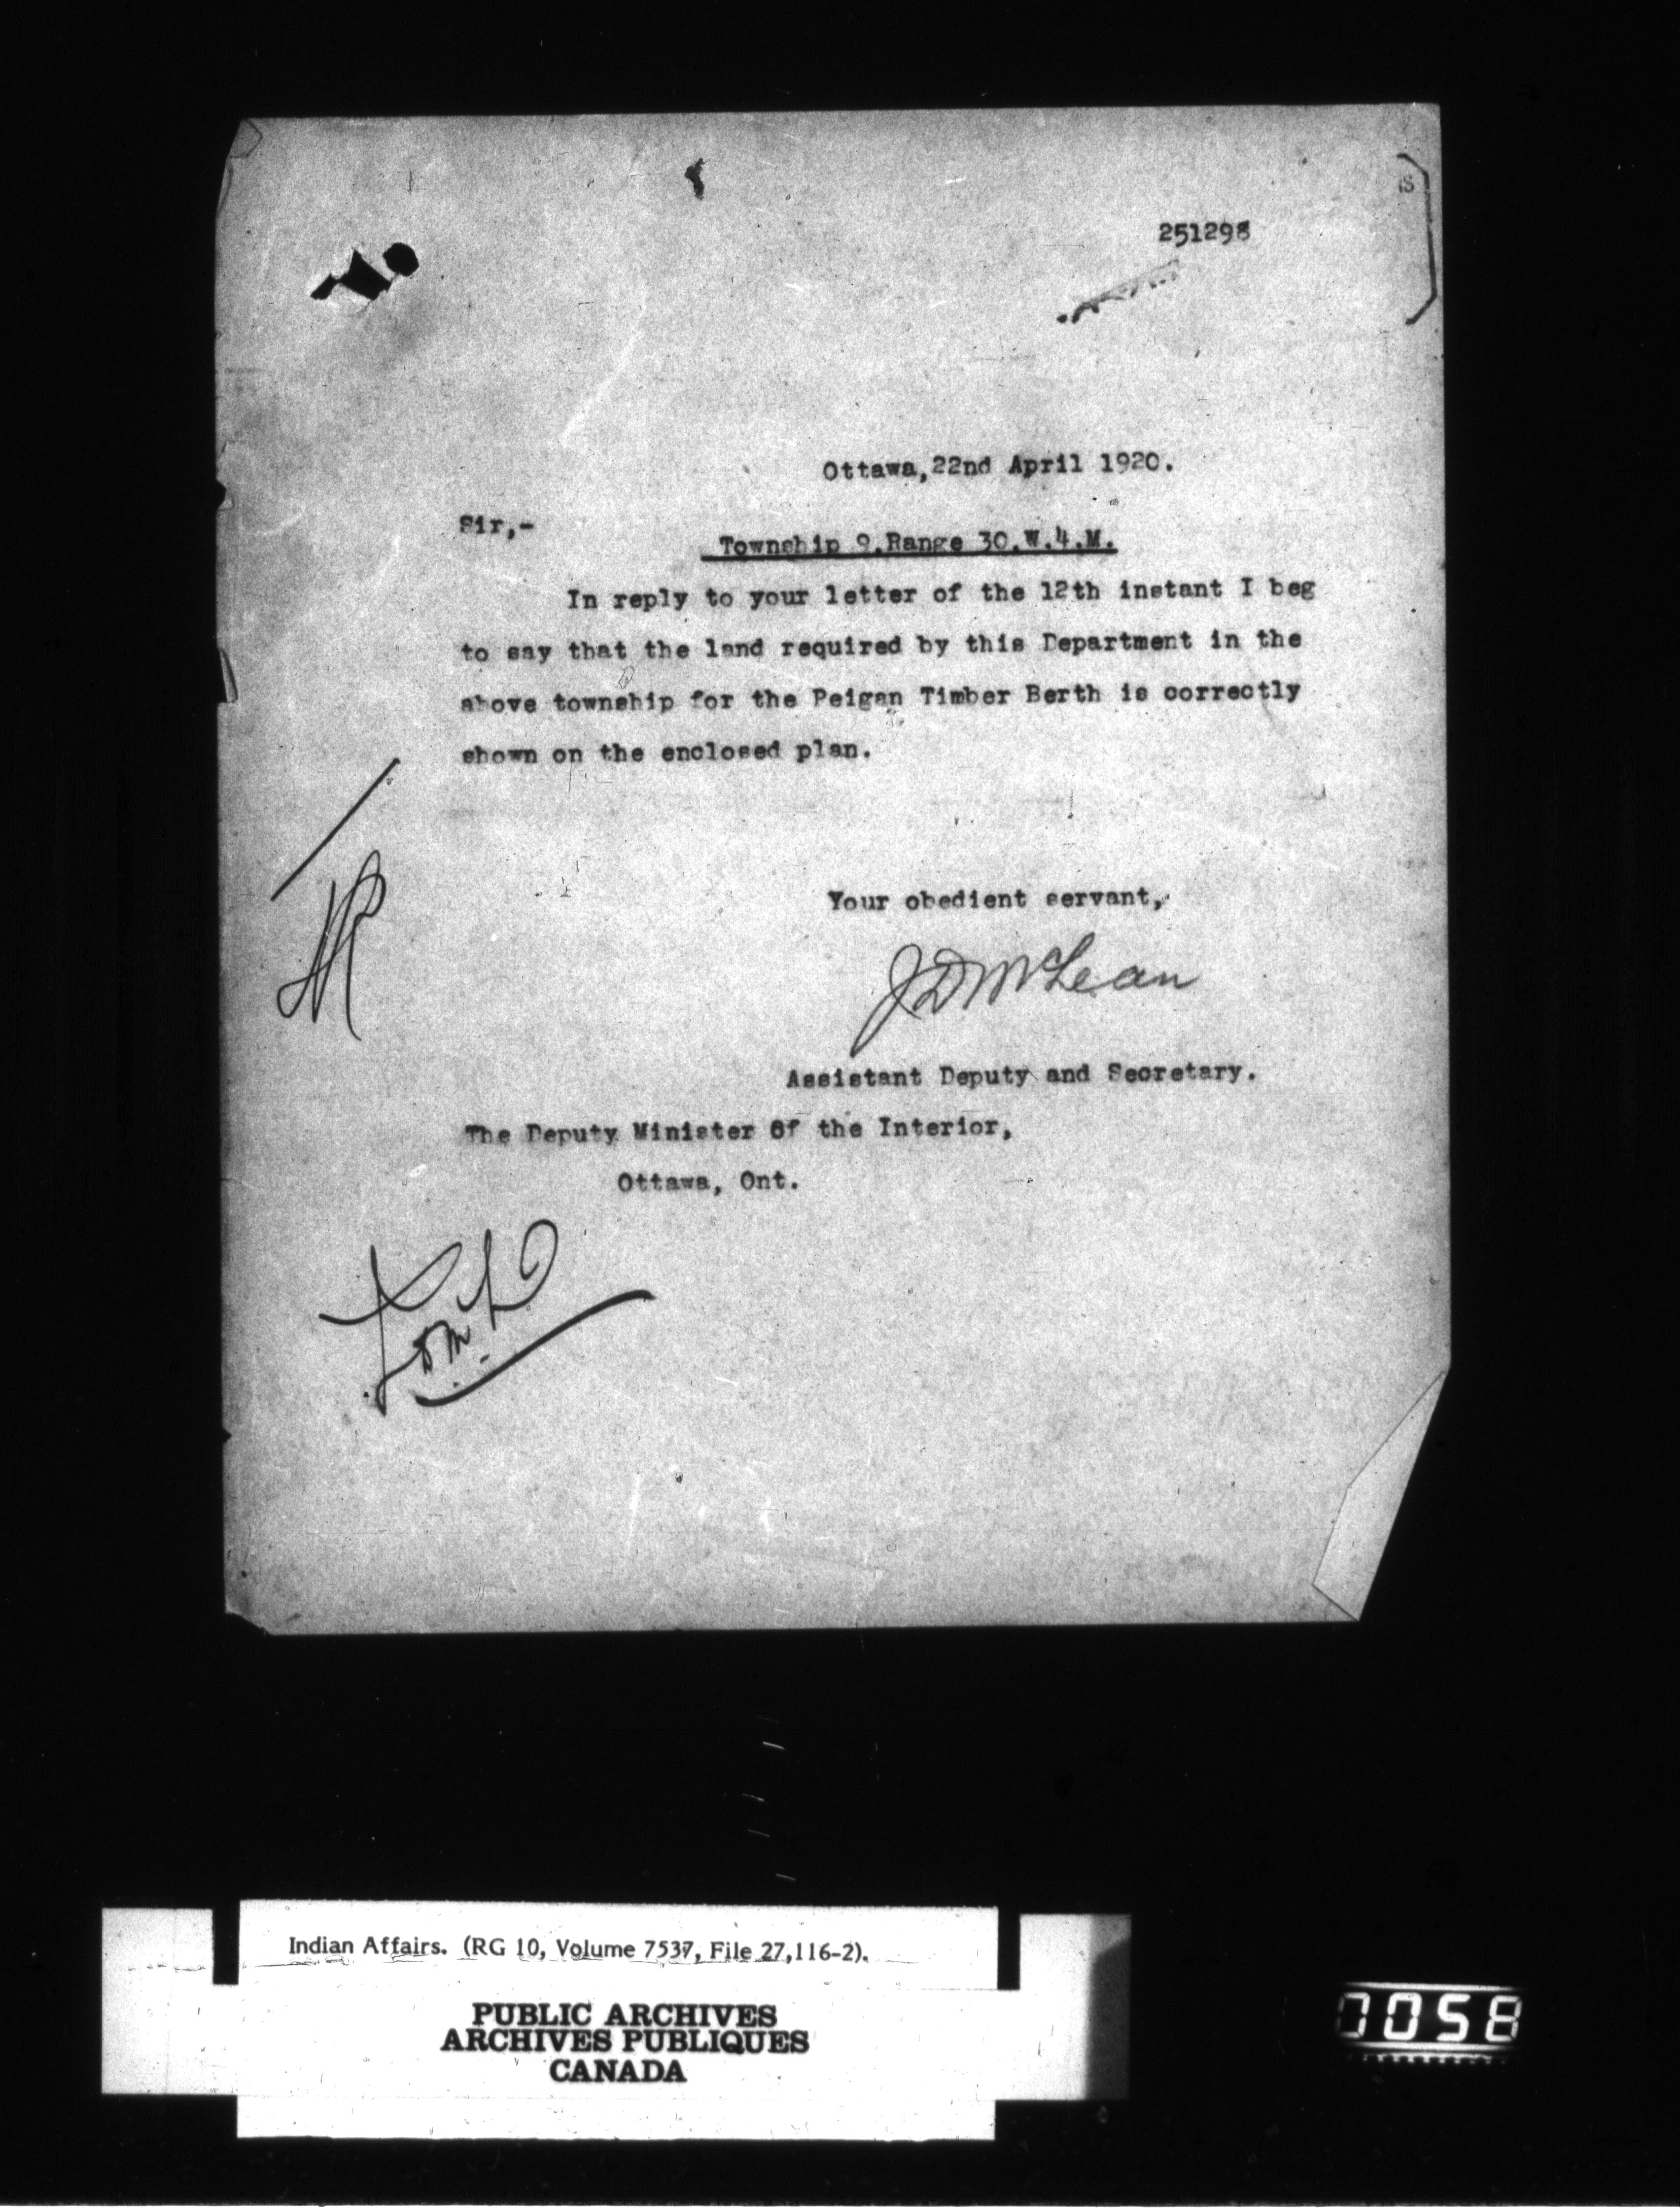 251298
Ottawa, 22nd April 1920.
Sir,-
Township 9, Range 30. W.4.M.
In reply to your letter of the 12th instant I beg
to say that the land required by this Department in the
above township for the Peigan Timber Berth is correctly
shown on the enclosed plan.
Your obedient servant,
J D McLean
Assistant Deputy and Secretary.
The Deputy Minister of the Interior,
Ottawa, Ont.
Indian Affairs. (RG 10, Volume 7537, File 27,116-2).
PUBLIC ARCHIVES
ARCHIVES PUBLIQUES
CANADA
0058